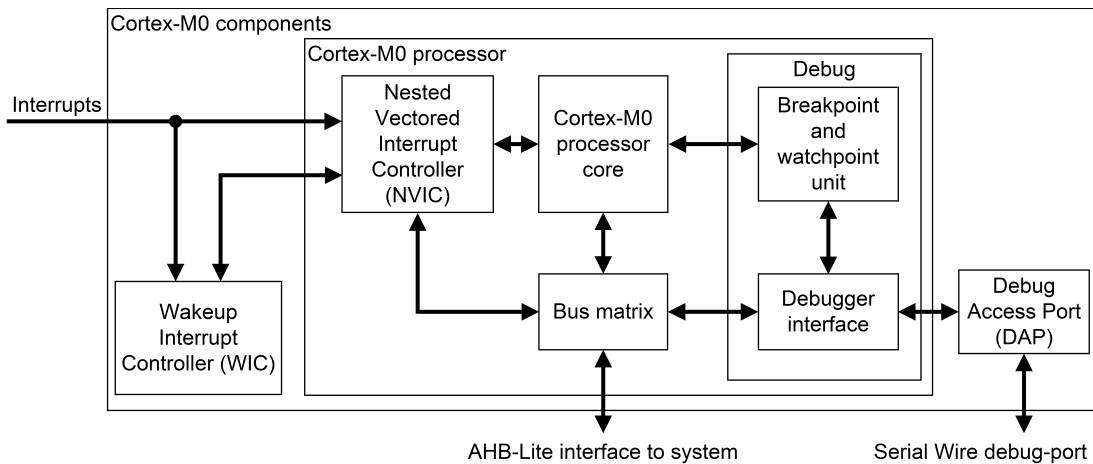 Cortex-M0 components
Cortex-M0 processor
Interrupts
Nested
Vectored
Interrupt
Controller
(NVIC)
Cortex-M0
processor
core
Debug
Breakpoint
and
watchpoint
unit
Wakeup
Interrupt
Controller (WIC)
Bus matrix
Debugger
interface
Debug
Access Port
(DAP)
AHB-Lite interface to system
Serial Wire debug-port